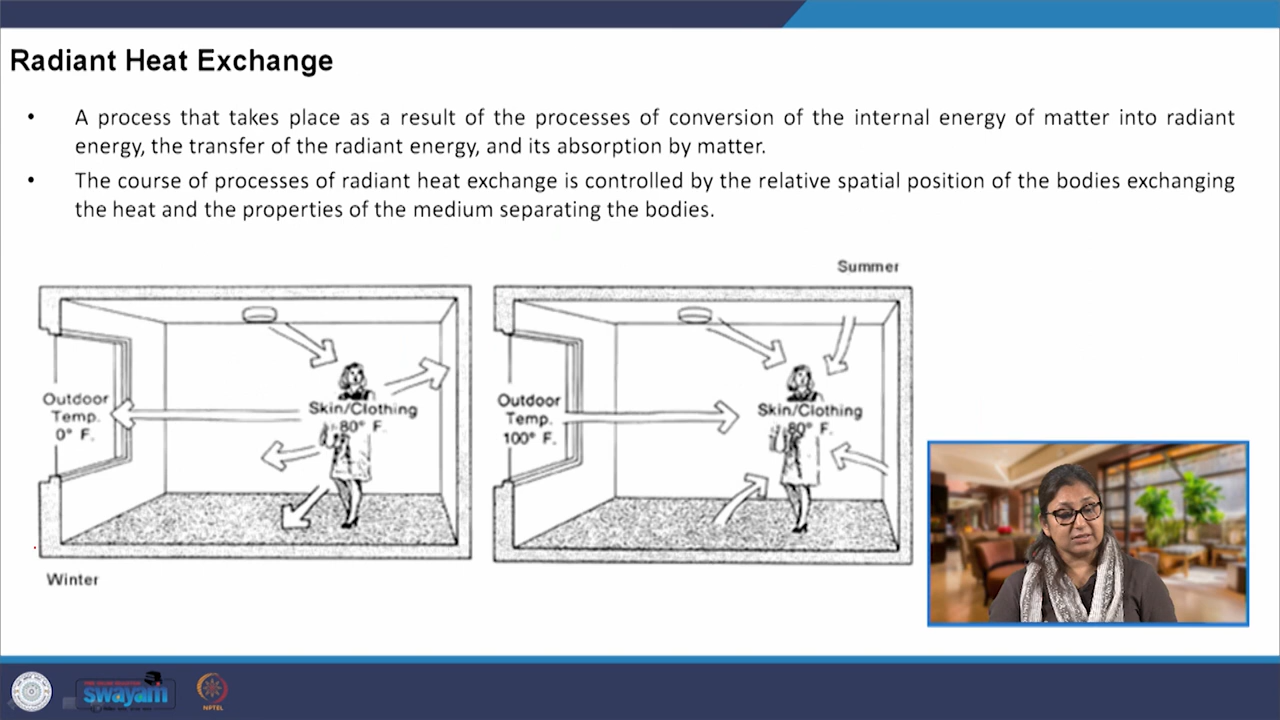 Radiant Heat Exchange
• A process that takes place as a result of the processes of conversion of the internal energy of matter into radiant
energy, the transfer of the radiant energy, and its absorption by matter.
• The course of processes of radiant heat exchange is controlled by the relative spatial position of the bodies exchanging
the heat and the properties of the medium separating the bodies.
Summer
Outdoor
Temp.
0° F.
Skin/Clothing
80° F.
Outdoor
Temp.
100° F.
Skin/Clothing
80° F.
Winter
swayam
NPTEL